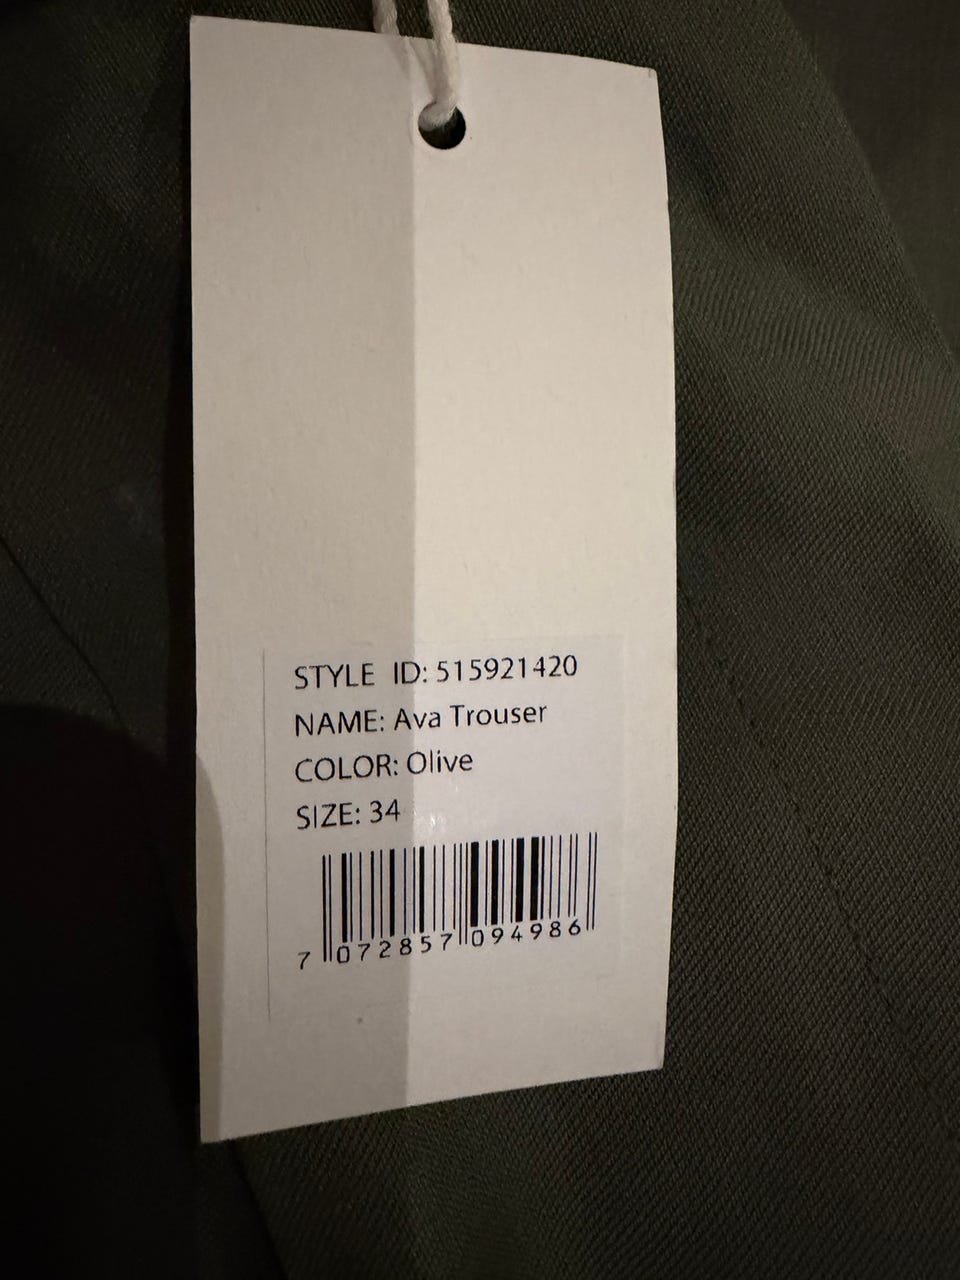 STYLE ID: 515921420
NAME: Ava Trouser
COLOR: Olive
SIZE: 34
7 072857 094986